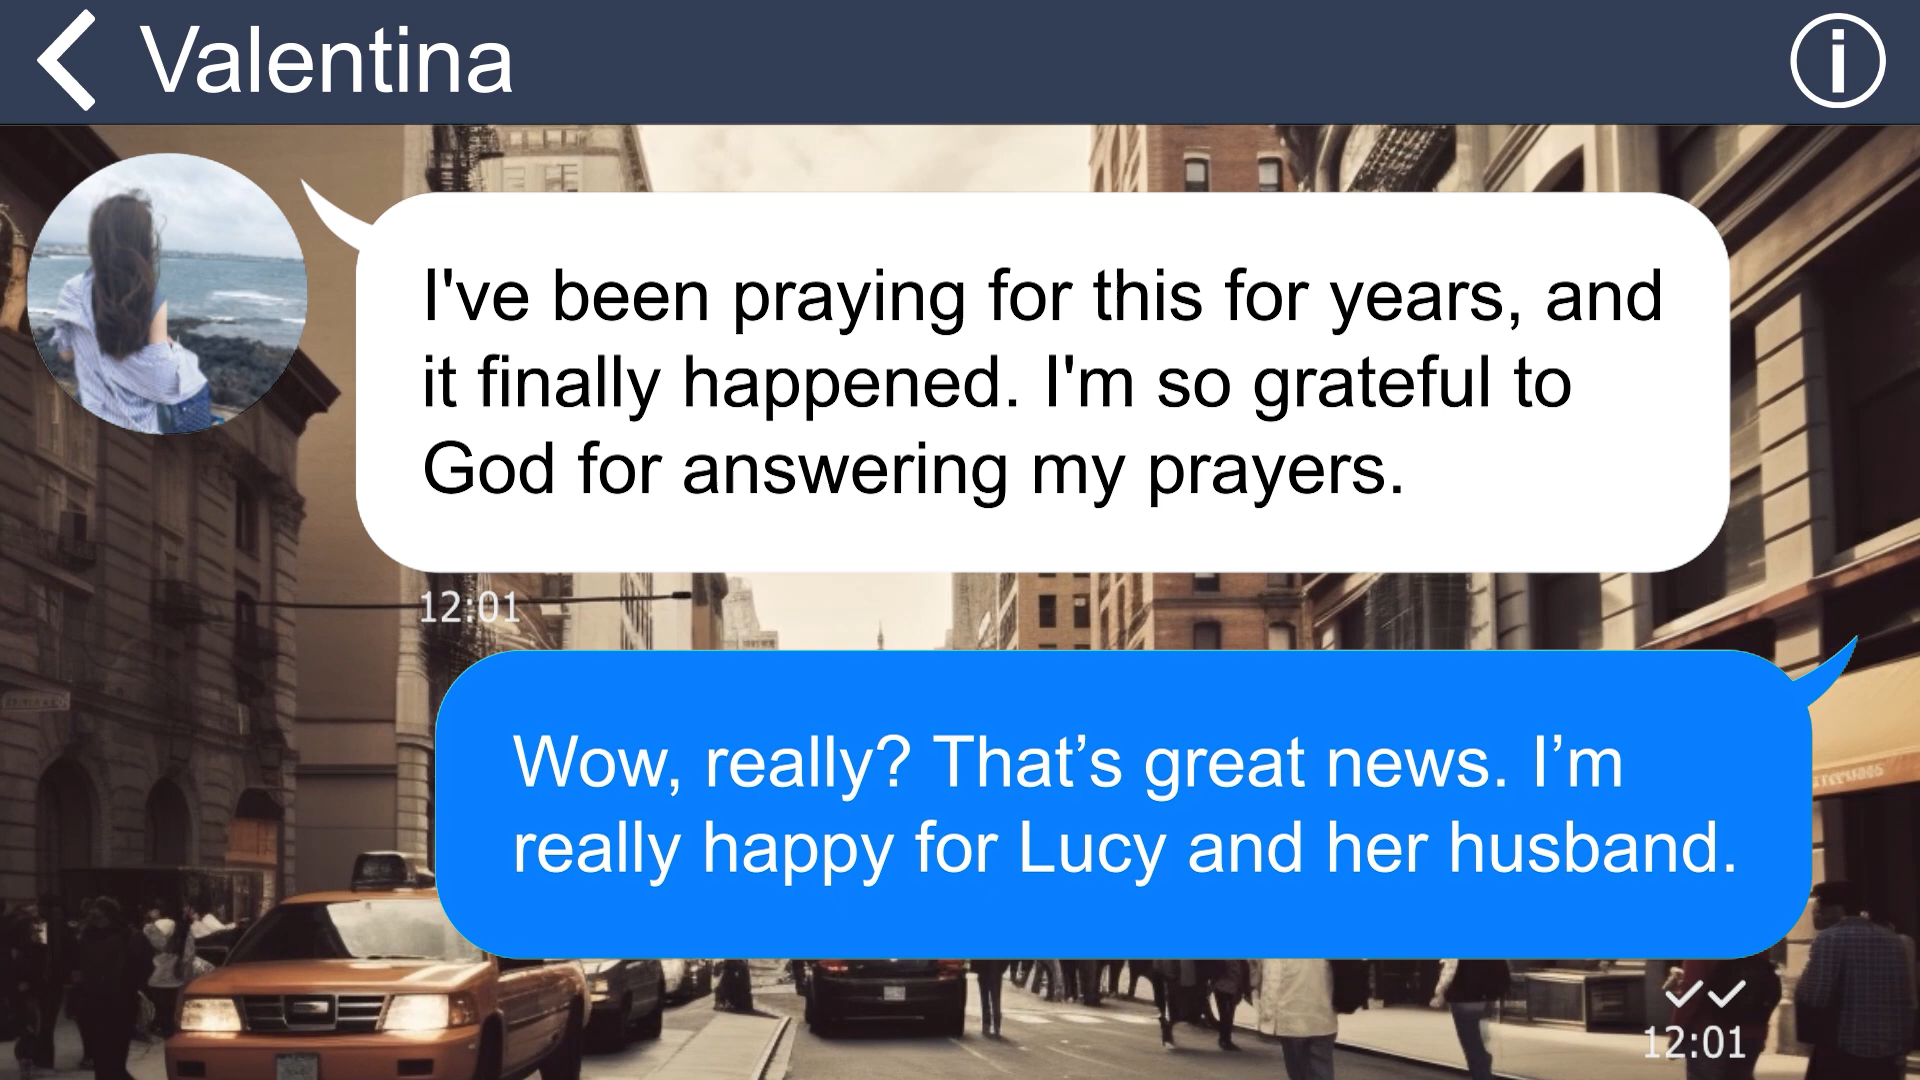 Valentina
I've been praying for this for years, and
it finally happened. I'm so grateful to
God for answering my prayers.
12:01
Wow, really? That’s great news. I’m
really happy for Lucy and her husband.
12:01